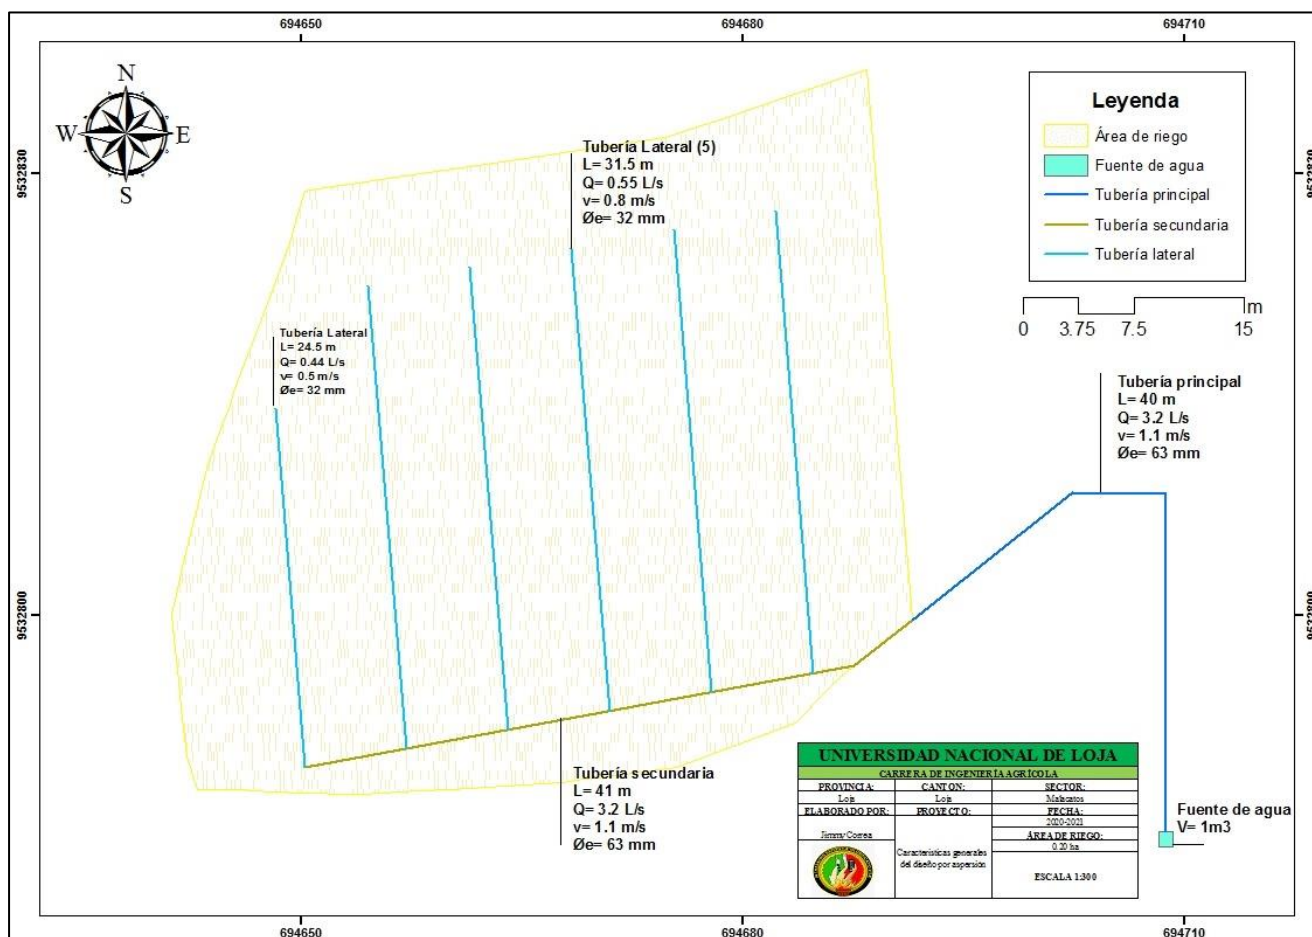 694650
694680
694710
N
W
E
S
9532830
9532830
Leyenda
Área de riego
Fuente de agua
Tubería principal
Tubería secundaria
Tubería lateral
m
0
3.75
7.5
15
Tubería Lateral (5)
L= 31.5 m
Q= 0.55 L/s
v= 0.8 m/s
Øe= 32 mm
Tubería Lateral
L= 24.5 m
Q= 0.44 L/s
v= 0.5 m/s
Øe= 32 mm
Tubería principal
L= 40 m
Q= 3.2 L/s
v= 1.1 m/s
Øe= 63 mm
9532800
9532800
Tubería secundaria
L= 41 m
Q= 3.2 L/s
v= 1.1 m/s
Øe= 63 mm
Fuente de agua
V= 1m3
UNIVERSIDAD NACIONAL DE LOJA
CARRERA DE INGENIERÍA AGRÍCOLA
PROVINCIA:
CANTON:
SECTOR:
Loja
Loja
Malacatos
ELABORADO POR:
PROYECTO:
FECHA:
2020-2021
Jimmy Correa
ÁREA DE RIEGO:
0.20 ha
Características generales
del diseño por aspersión
ESCALA 1:300
694650
694680
694710